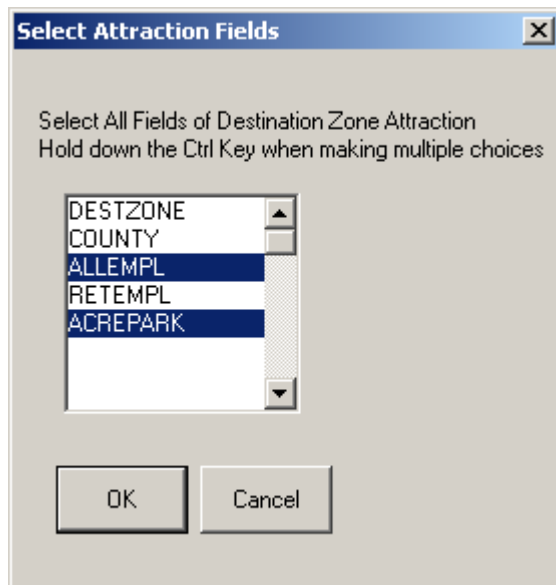 Select Attraction Fields
Select All Fields of Destination Zone Attraction
Hold down the Ctrl Key when making multiple choices
DESTZONE
COUNTY
ALLEMPL
RETEMPL
ACREPARK
OK
Cancel